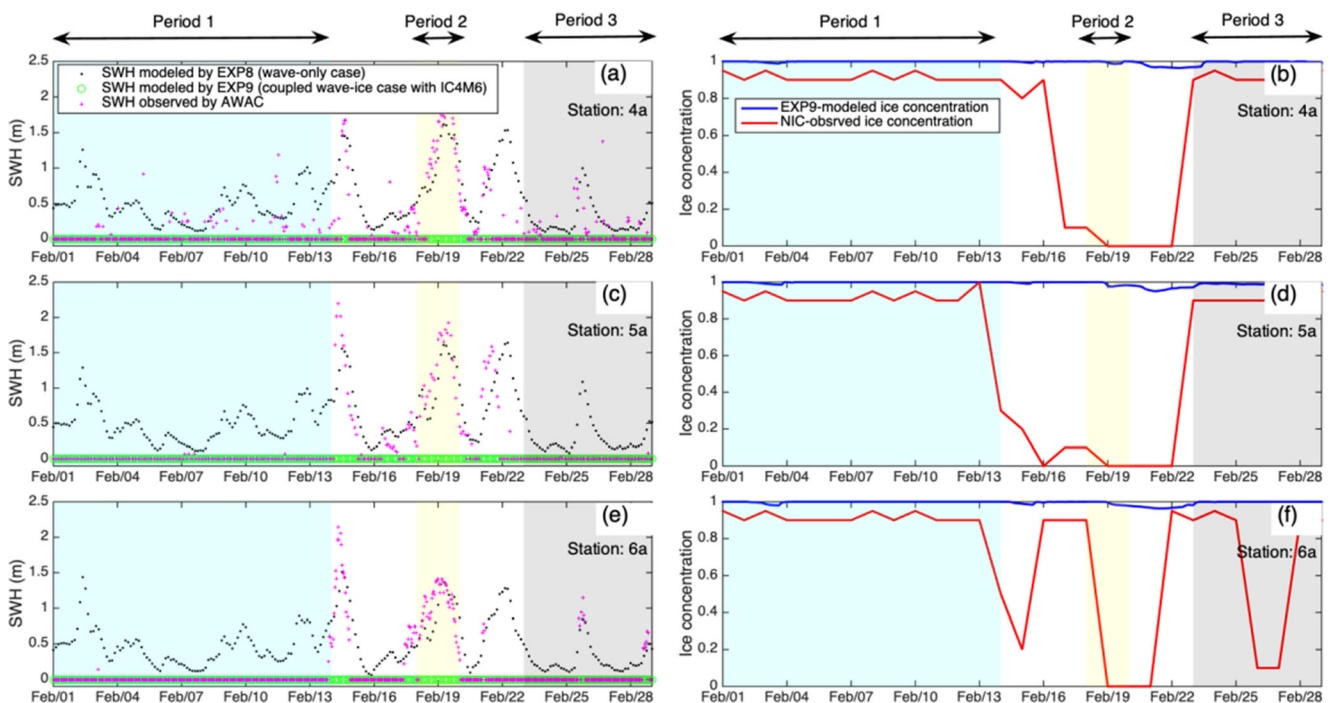 Period 1 Period 2 Period 3 Period 1 Period 2 Period 3
2.5
2
1.5
1
0.5
0
SWH (m)
SWH modeled by EXP8 (wave-only case)
SWH modeled by EXP9 (coupled wave-ice case with IC4M6)
SWH observed by AWAC
(a)
Station: 4a
Feb/01 Feb/04 Feb/07 Feb/10 Feb/13 Feb/16 Feb/19 Feb/22 Feb/25 Feb/28
1
0.8
0.6
0.4
0.2
0
Ice concentration
EXP9-modeled ice concentration
NIC-obsrved ice concentration
(b)
Station: 4a
Feb/01 Feb/04 Feb/07 Feb/10 Feb/13 Feb/16 Feb/19 Feb/22 Feb/25 Feb/28
2.5
2
1.5
1
0.5
0
SWH (m)
(c)
Station: 5a
Feb/01 Feb/04 Feb/07 Feb/10 Feb/13 Feb/16 Feb/19 Feb/22 Feb/25 Feb/28
1
0.8
0.6
0.4
0.2
0
Ice concentration
(d)
Station: 5a
Feb/01 Feb/04 Feb/07 Feb/10 Feb/13 Feb/16 Feb/19 Feb/22 Feb/25 Feb/28
2.5
2
1.5
1
0.5
0
SWH (m)
(e)
Station: 6a
Feb/01 Feb/04 Feb/07 Feb/10 Feb/13 Feb/16 Feb/19 Feb/22 Feb/25 Feb/28
1
0.8
0.6
0.4
0.2
0
Ice concentration
(f)
Station: 6a
Feb/01 Feb/04 Feb/07 Feb/10 Feb/13 Feb/16 Feb/19 Feb/22 Feb/25 Feb/28